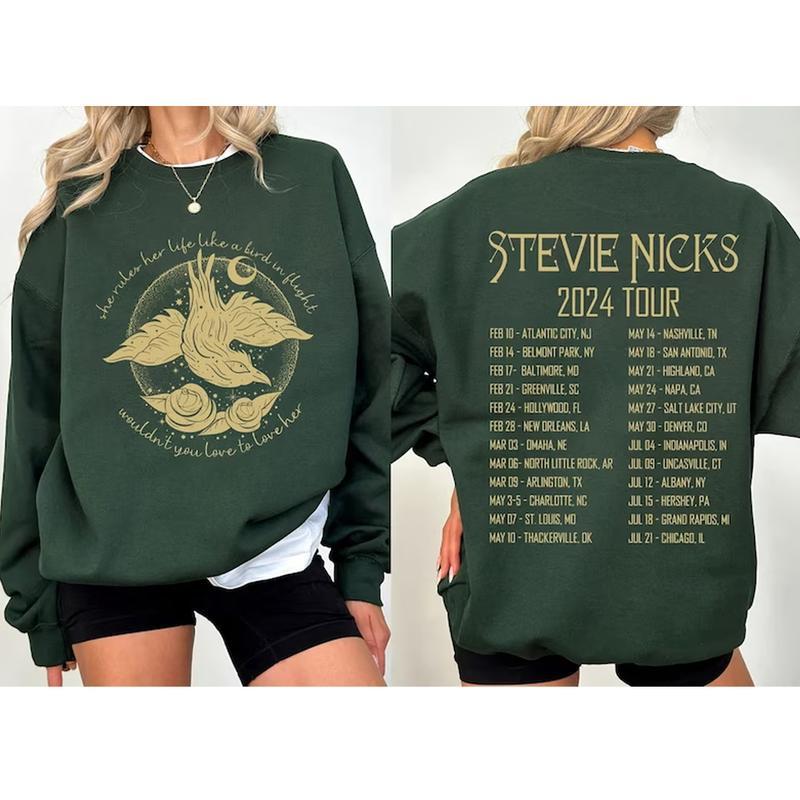 she rules her life like a bird in flight
wouldn't you love to love her
STEVIE NICKS
2024 TOUR
FEB 10 - ATLANTIC CITY, NJ
FEB 14 - BELMONT PARK, NY
FEB 17- BALTIMORE, MD
FEB 21 - GREENVILLE, SC
FEB 24 - HOLLYWOOD, FL
FEB 28 - NEW ORLEANS, LA
MAR 03 - OMAHA, NE
MAR 06- NORTH LITTLE ROCK, AR
MAR 09 - ARLINGTON, TX
MAY 3-5 - CHARLOTTE, NC
MAY 07 - ST. LOUIS, MO
MAY 10 - THACKERVILLE, OK
MAY 14 - NASHVILLE, TN
MAY 18 - SAN ANTONIO, TX
MAY 21 - HIGHLAND, CA
MAY 24 - NAPA, CA
MAY 27 - SALT LAKE CITY, UT
MAY 30 - DENVER, CO
JUL 04 - INDIANAPOLIS, IN
JUL 09 - UNCASVILLE, CT
JUL 12 - ALBANY, NY
JUL 15 - HERSHEY, PA
JUL 18 - GRAND RAPIDS, MI
JUL 21 - CHICAGO, IL